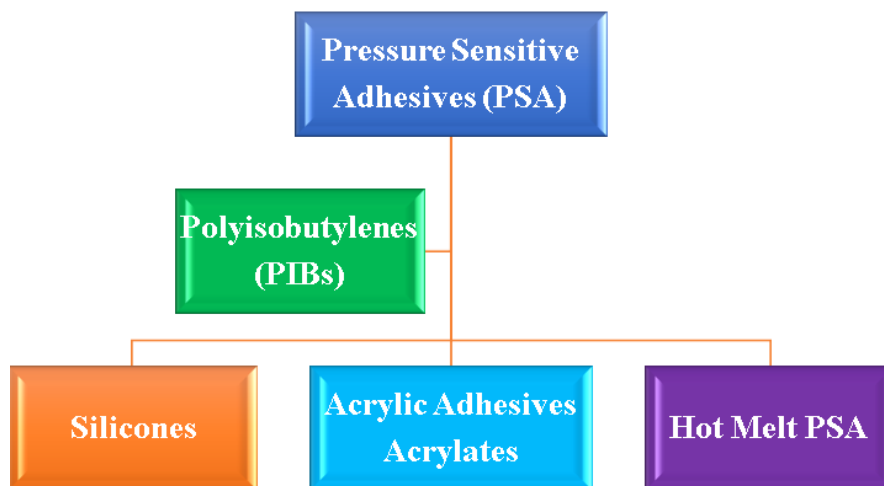 Pressure Sensitive
Adhesives (PSA)
Polyisobutylenes
(PIBs)
Silicones
Acrylic Adhesives
Acrylates
Hot Melt PSA